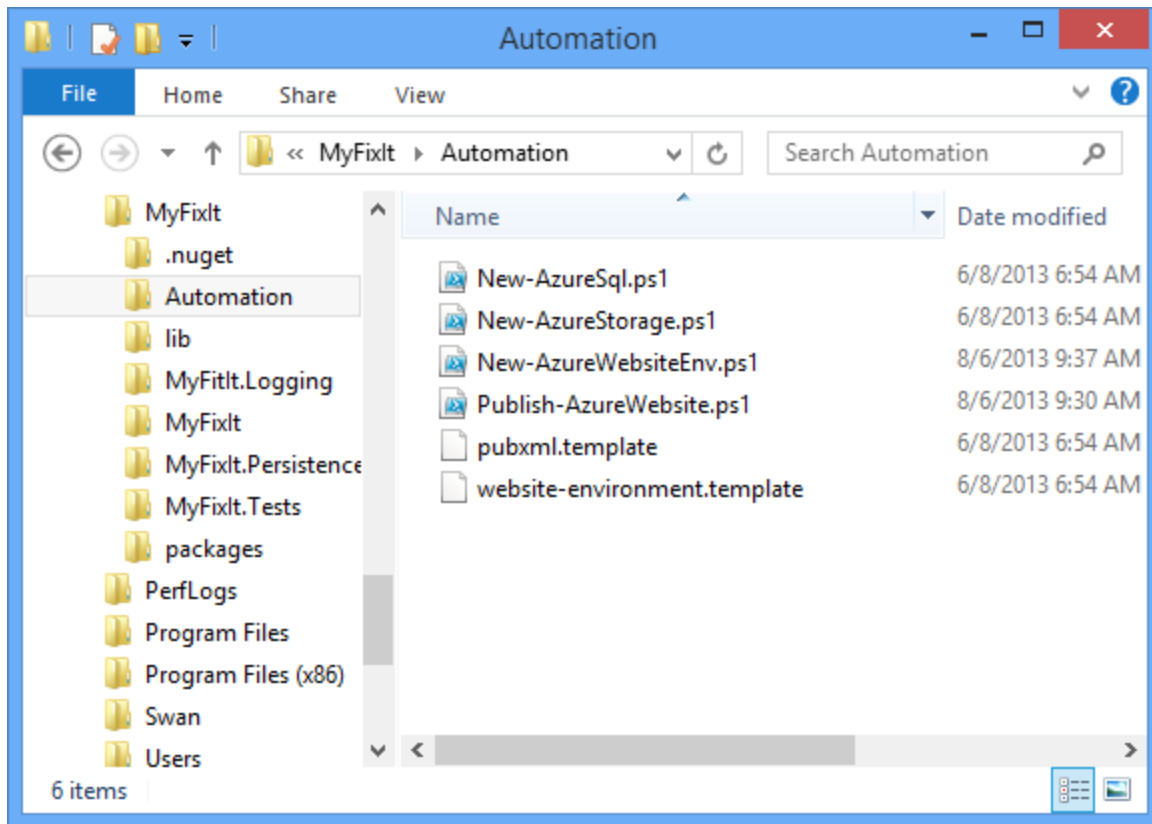 Automation
File Home Share View
« MyFixIt Automation Search Automation
MyFixIt
.nuget
Automation
lib
MyFitIt.Logging
MyFixIt
MyFixIt.Persistence
MyFixIt.Tests
packages
PerfLogs
Program Files
Program Files (x86)
Swan
Users
Name Date modified
New-AzureSql.ps1 6/8/2013 6:54 AM
New-AzureStorage.ps1 6/8/2013 6:54 AM
New-AzureWebsiteEnv.ps1 8/6/2013 9:37 AM
Publish-AzureWebsite.ps1 8/6/2013 9:30 AM
pubxml.template 6/8/2013 6:54 AM
website-environment.template 6/8/2013 6:54 AM
6 items